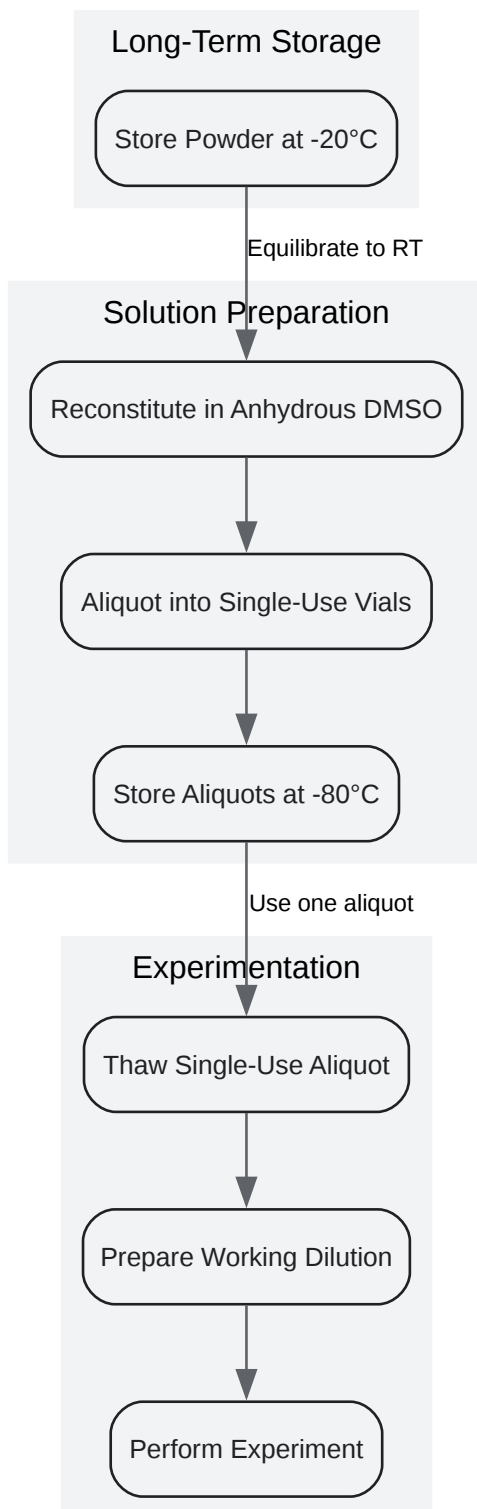 Long-Term Storage
Store Powder at -20°C
Equilibrate to RT
Solution Preparation
Reconstitute in Anhydrous DMSO
Aliquot into Single-Use Vials
Store Aliquots at -80°C
Use one aliquot
Experimentation
Thaw Single-Use Aliquot
Prepare Working Dilution
Perform Experiment